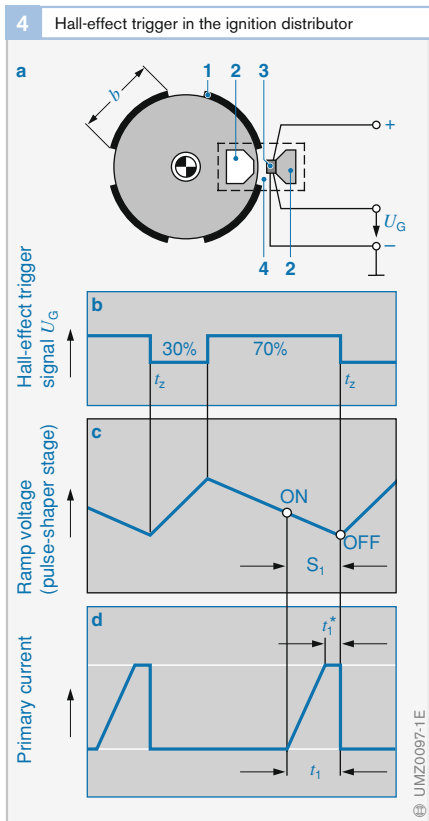 4 Hall-effect trigger in the ignition distributor
a
b
1
2
3
+
U_G
−
4
2
Hall-effect trigger
signal U_G
b
30%
70%
t_z
t_z
Ramp voltage
(pulse-shaper stage)
c
ON
OFF
S_1
Primary current
d
t_1*
t_1
UMZ0097-1E